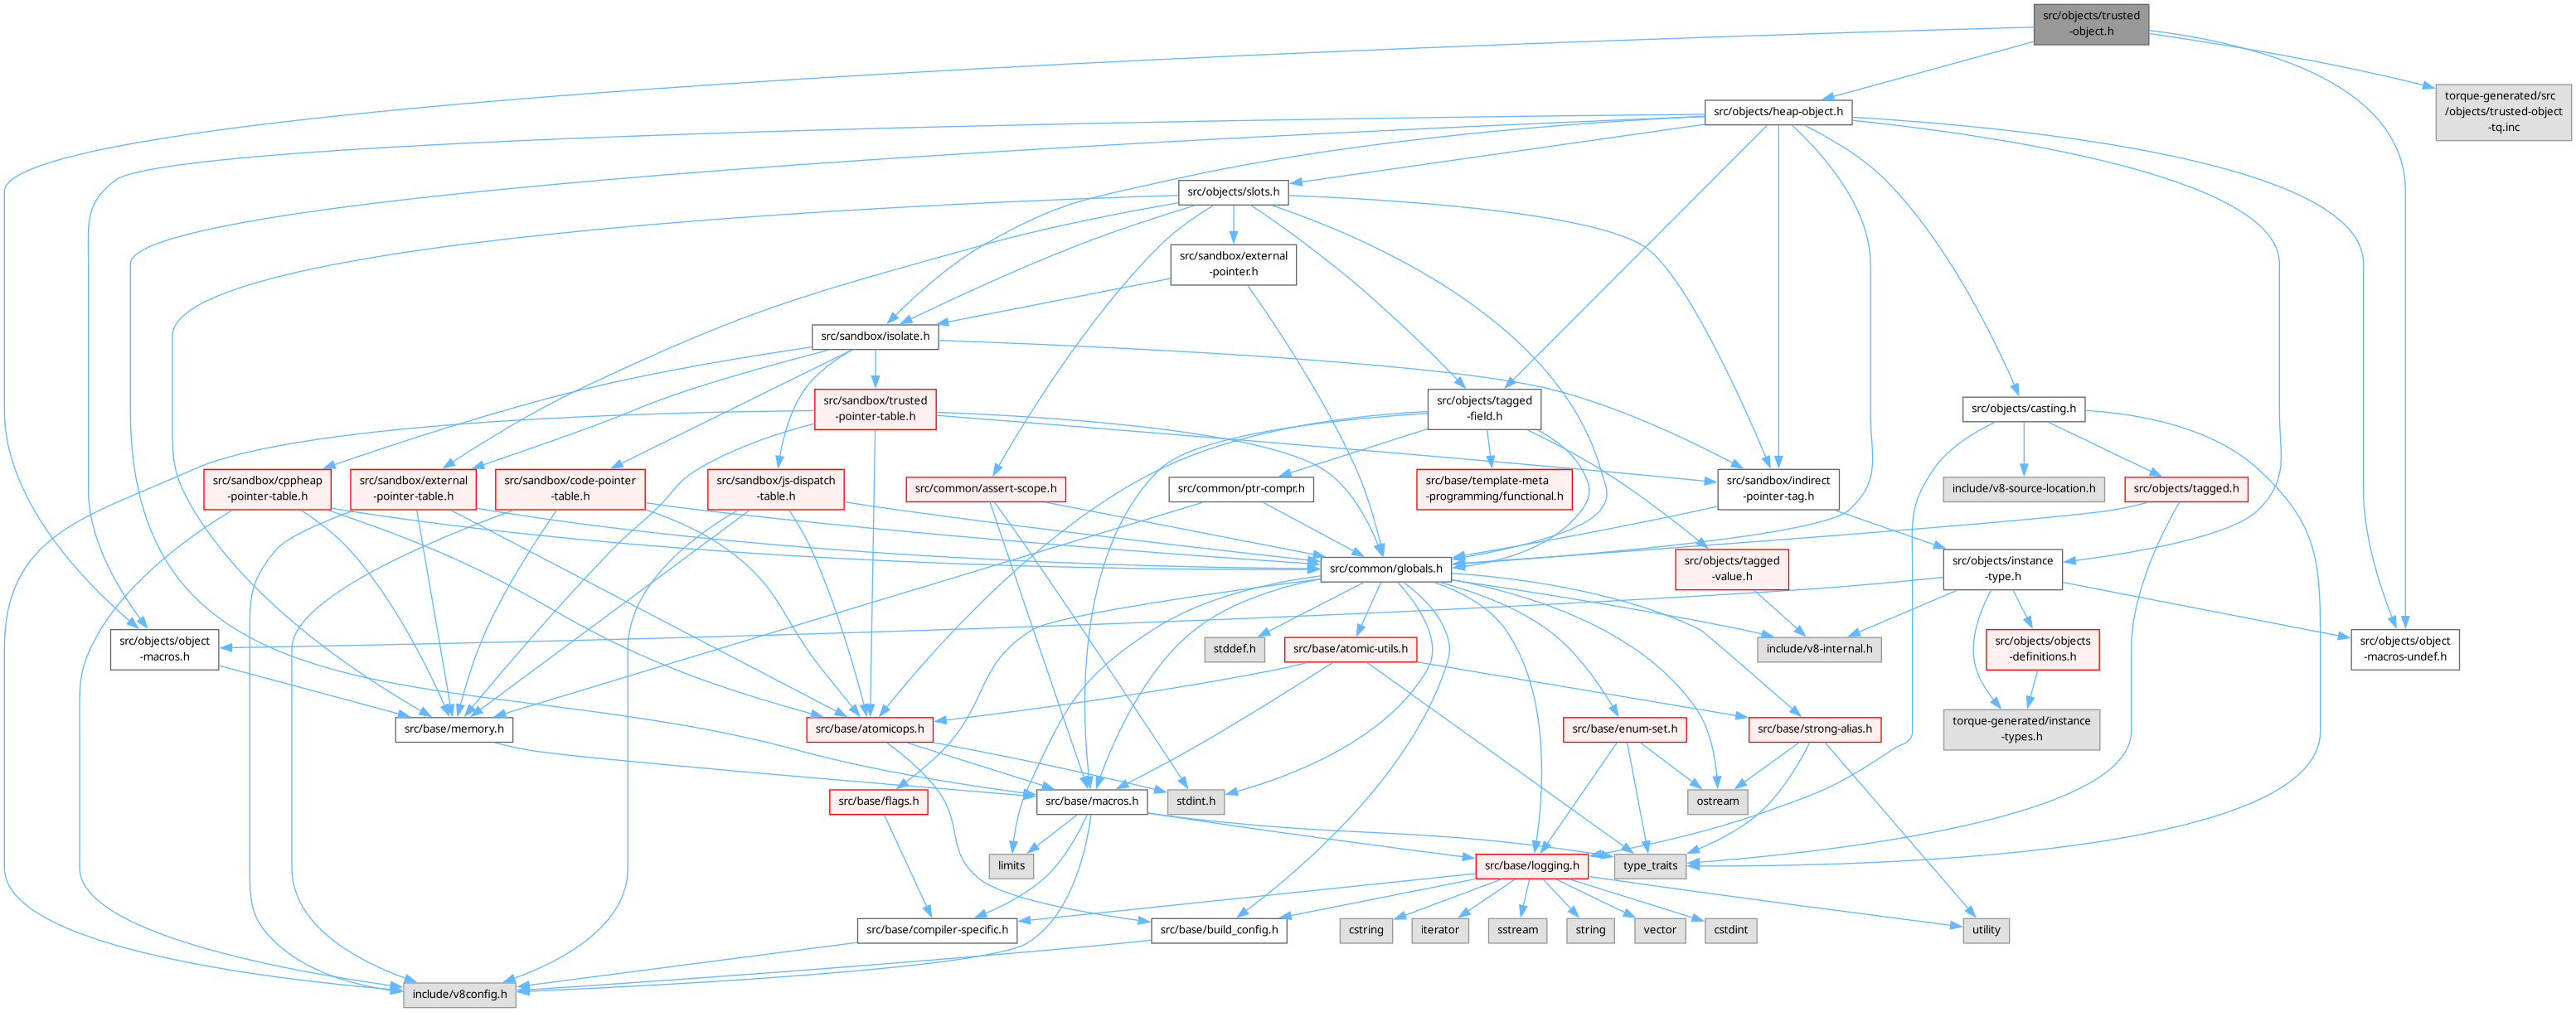 src/objects/trusted
-object.h
torque-generated/src
/objects/trusted-object
-tq.inc
src/objects/heap-object.h
src/objects/slots.h
src/sandbox/external
-pointer.h
src/sandbox/isolate.h
src/sandbox/trusted
-pointer-table.h
src/objects/tagged
-field.h
src/objects/casting.h
src/sandbox/cppheap
-pointer-table.h
src/sandbox/external
-pointer-table.h
src/sandbox/code-pointer
-table.h
src/sandbox/js-dispatch
-table.h
src/common/assert-scope.h
src/common/ptr-compr.h
src/base/template-meta
-programming/functional.h
src/sandbox/indirect
-pointer-tag.h
include/v8-source-location.h
src/objects/tagged.h
src/common/globals.h
src/objects/tagged
-value.h
src/objects/instance
-type.h
src/objects/object
-macros.h
stddef.h
src/base/atomic-utils.h
include/v8-internal.h
src/objects/objects
-definitions.h
src/objects/object
-macros-undef.h
src/base/memory.h
src/base/atomicops.h
src/base/enum-set.h
src/base/strong-alias.h
torque-generated/instance
-types.h
src/base/flags.h
src/base/macros.h
stdint.h
ostream
limits
src/base/logging.h
type_traits
src/base/compiler-specific.h
src/base/build_config.h
cstring
iterator
sstream
string
vector
cstdint
utility
include/v8config.h